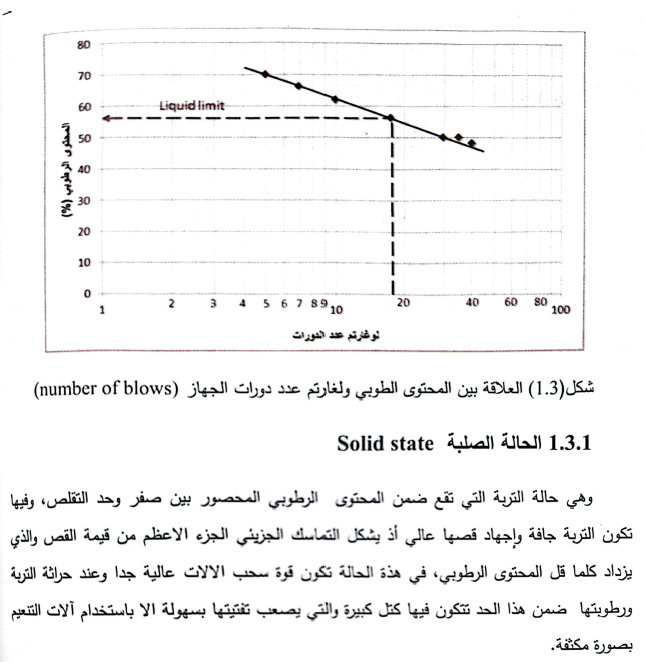 80
70
60
50
40
30
20
10
0
المحتوى الرطوبي (%)
Liquid limit
1 2 3 4 5 6 7 8 9 10 20 40 60 80 100
لوغارتم عدد الدورات
شكل(1.3) العلاقة بين المحتوى الطوبي ولغارتم عدد دورات الجهاز (number of blows)
1.3.1 الحالة الصلبة Solid state
وهي حالة التربة التي تقع ضمن المحتوى الرطوبي المحصور بين صفر وحد التقلص، وفيها
تكون التربة جافة وإجهاد قصها عالي أذ يشكل التماسك الجزيئي الجزء الاعظم من قيمة القص والذي
يزداد كلما قل المحتوى الرطوبي، في هذة الحالة تكون قوة سحب الالات عالية جدا وعند حراثة التربة
ورطوبتها ضمن هذا الحد تتكون فيها كتل كبيرة والتي يصعب تفتيتها بسهولة الا باستخدام آلات التنعيم
بصورة مكثفة.